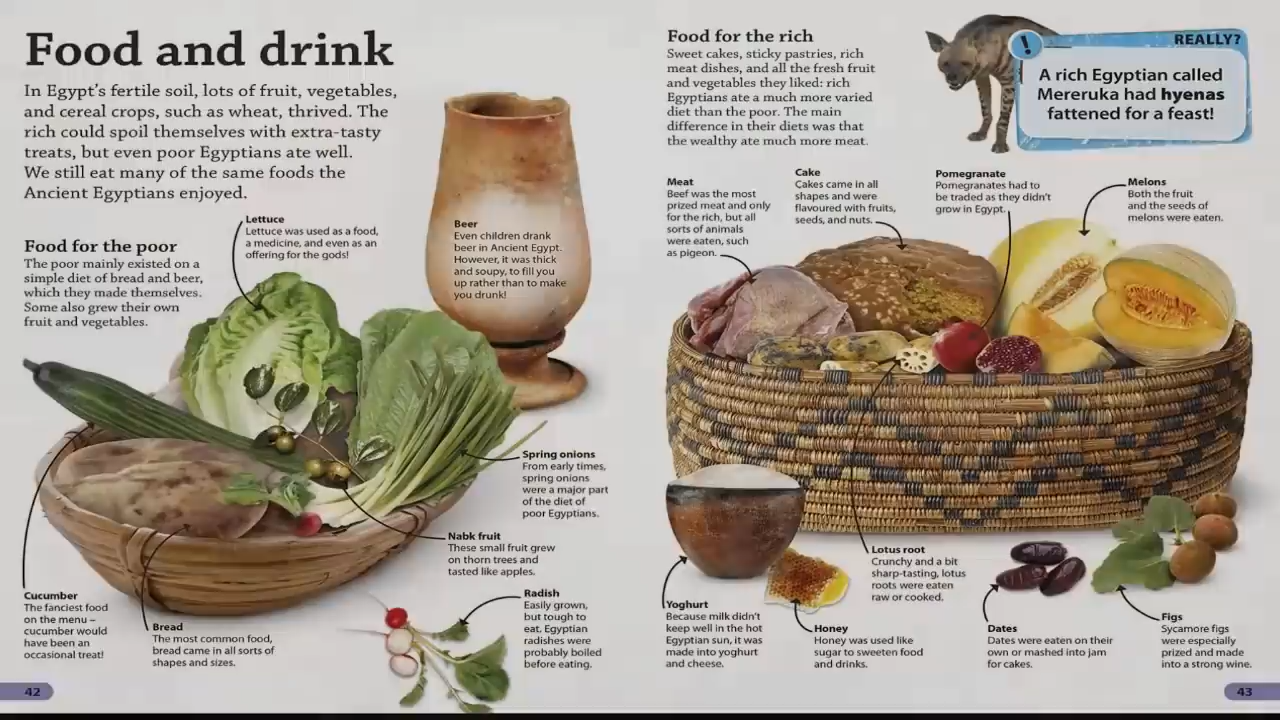 Food and drink
In Egypt's fertile soil, lots of fruit, vegetables,
and cereal crops, such as wheat, thrived. The
rich could spoil themselves with extra-tasty
treats, but even poor Egyptians ate well.
We still eat many of the same foods the
Ancient Egyptians enjoyed.
Food for the poor
The poor mainly existed on a
simple diet of bread and beer,
which they made themselves.
Some also grew their own
fruit and vegetables.
Lettuce
Lettuce was used as a food,
a medicine, and even as an
offering for the gods!
Beer
Even children drank
beer in Ancient Egypt.
However, it was thick
and soupy, to fill you
up rather than to make
you drunk!
Spring onions
From early times,
spring onions
were a major part
of the diet of
poor Egyptians.
Nabk fruit
These small fruit grew
on thorn trees and
tasted like apples.
Cucumber
The fanciest food
on the menu –
cucumber would
have been an
occasional treat!
Bread
The most common food,
bread came in all sorts of
shapes and sizes.
Radish
Easily grown,
but tough to
eat, Egyptian
radishes were
probably boiled
before eating.
42
Food for the rich
Sweet cakes, sticky pastries, rich
meat dishes, and all the fresh fruit
and vegetables they liked: rich
Egyptians ate a much more varied
diet than the poor. The main
difference in their diets was that
the wealthy ate much more meat.
!
REALLY?
A rich Egyptian called
Mereruka had hyenas
fattened for a feast!
Meat
Beef was the most
prized meat and only
for the rich, but all
sorts of animals
were eaten, such
as pigeon.
Cake
Cakes came in all
shapes and were
flavoured with fruits,
seeds, and nuts.
Pomegranate
Pomegranates had to
be traded as they didn't
grow in Egypt.
Melons
Both the fruit
and the seeds of
melons were eaten.
Lotus root
Crunchy and a bit
sharp-tasting, lotus
roots were eaten
raw or cooked.
Yoghurt
Because milk didn't
keep well in the hot
Egyptian sun, it was
made into yoghurt
and cheese.
Honey
Honey was used like
sugar to sweeten food
and drinks.
Dates
Dates were eaten on their
own or mashed into jam
for cakes.
Figs
Sycamore figs
were especially
prized and made
into a strong wine.
43